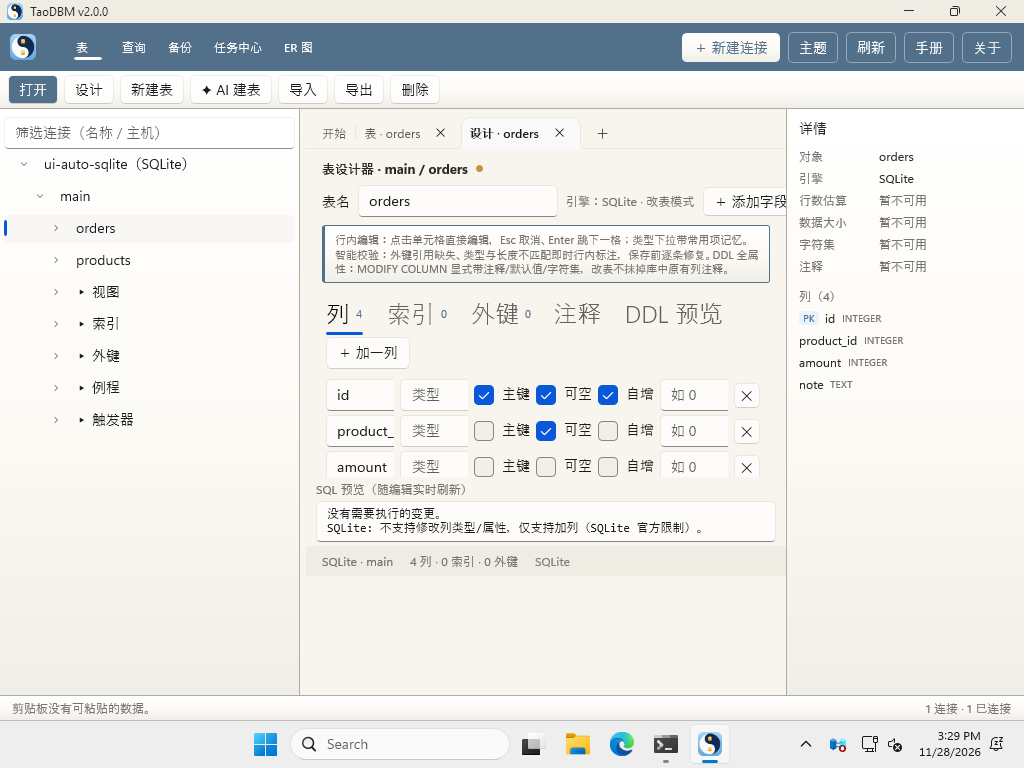 TaoDBM v2.0.0
表 查询 备份 任务中心 ER 图 + 新建连接 主题 刷新 手册 关于
打开 设计 新建表 ✦ AI 建表 导入 导出 删除
筛选连接（名称 / 主机）
ui-auto-sqlite（SQLite）
main
orders
products
▸ 视图
▸ 索引
▸ 外键
▸ 例程
▸ 触发器
开始 表 · orders ✕ 设计 · orders ✕ +
表设计器 · main / orders
表名 orders 引擎：SQLite · 改表模式 + 添加字段
行内编辑：点击单元格直接编辑，Esc 取消、Enter 跳下一格；类型下拉带常用项记忆。
智能校验：外键引用缺失、类型与长度不匹配即时行内标注，保存前逐条修复。DDL 全属
性：MODIFY COLUMN 显式带注释/默认值/字符集，改表不抹掉库中原有列注释。
列 4 索引 0 外键 0 注释 DDL 预览
+ 加一列
id 类型 主键 可空 自增 如 0 ✕
product_ 类型 主键 可空 自增 如 0 ✕
amount 类型 主键 可空 自增 如 0 ✕
SQL 预览（随编辑实时刷新）
没有需要执行的变更。
SQLite: 不支持修改列类型/属性，仅支持加列（SQLite 官方限制）。
SQLite · main 4 列 · 0 索引 · 0 外键 SQLite
详情
对象 orders
引擎 SQLite
行数估算 暂不可用
数据大小 暂不可用
字符集 暂不可用
注释 暂不可用
列（4）
PK id INTEGER
product_id INTEGER
amount INTEGER
note TEXT
剪贴板没有可粘贴的数据。 1 连接 · 1 已连接
Search
3:29 PM
11/28/2026